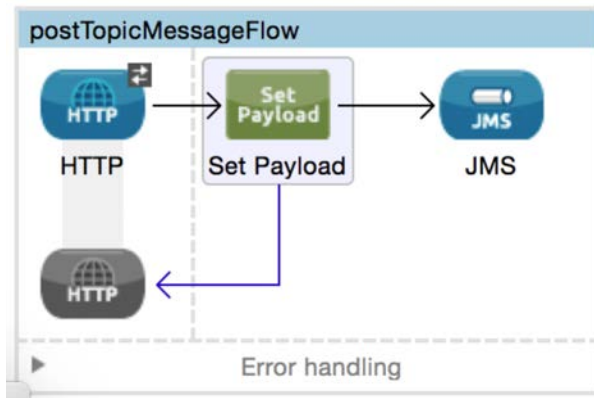 postTopicMessageFlow
HTTP
Set
Payload
JMS
HTTP
Set Payload
JMS
HTTP
Error handling